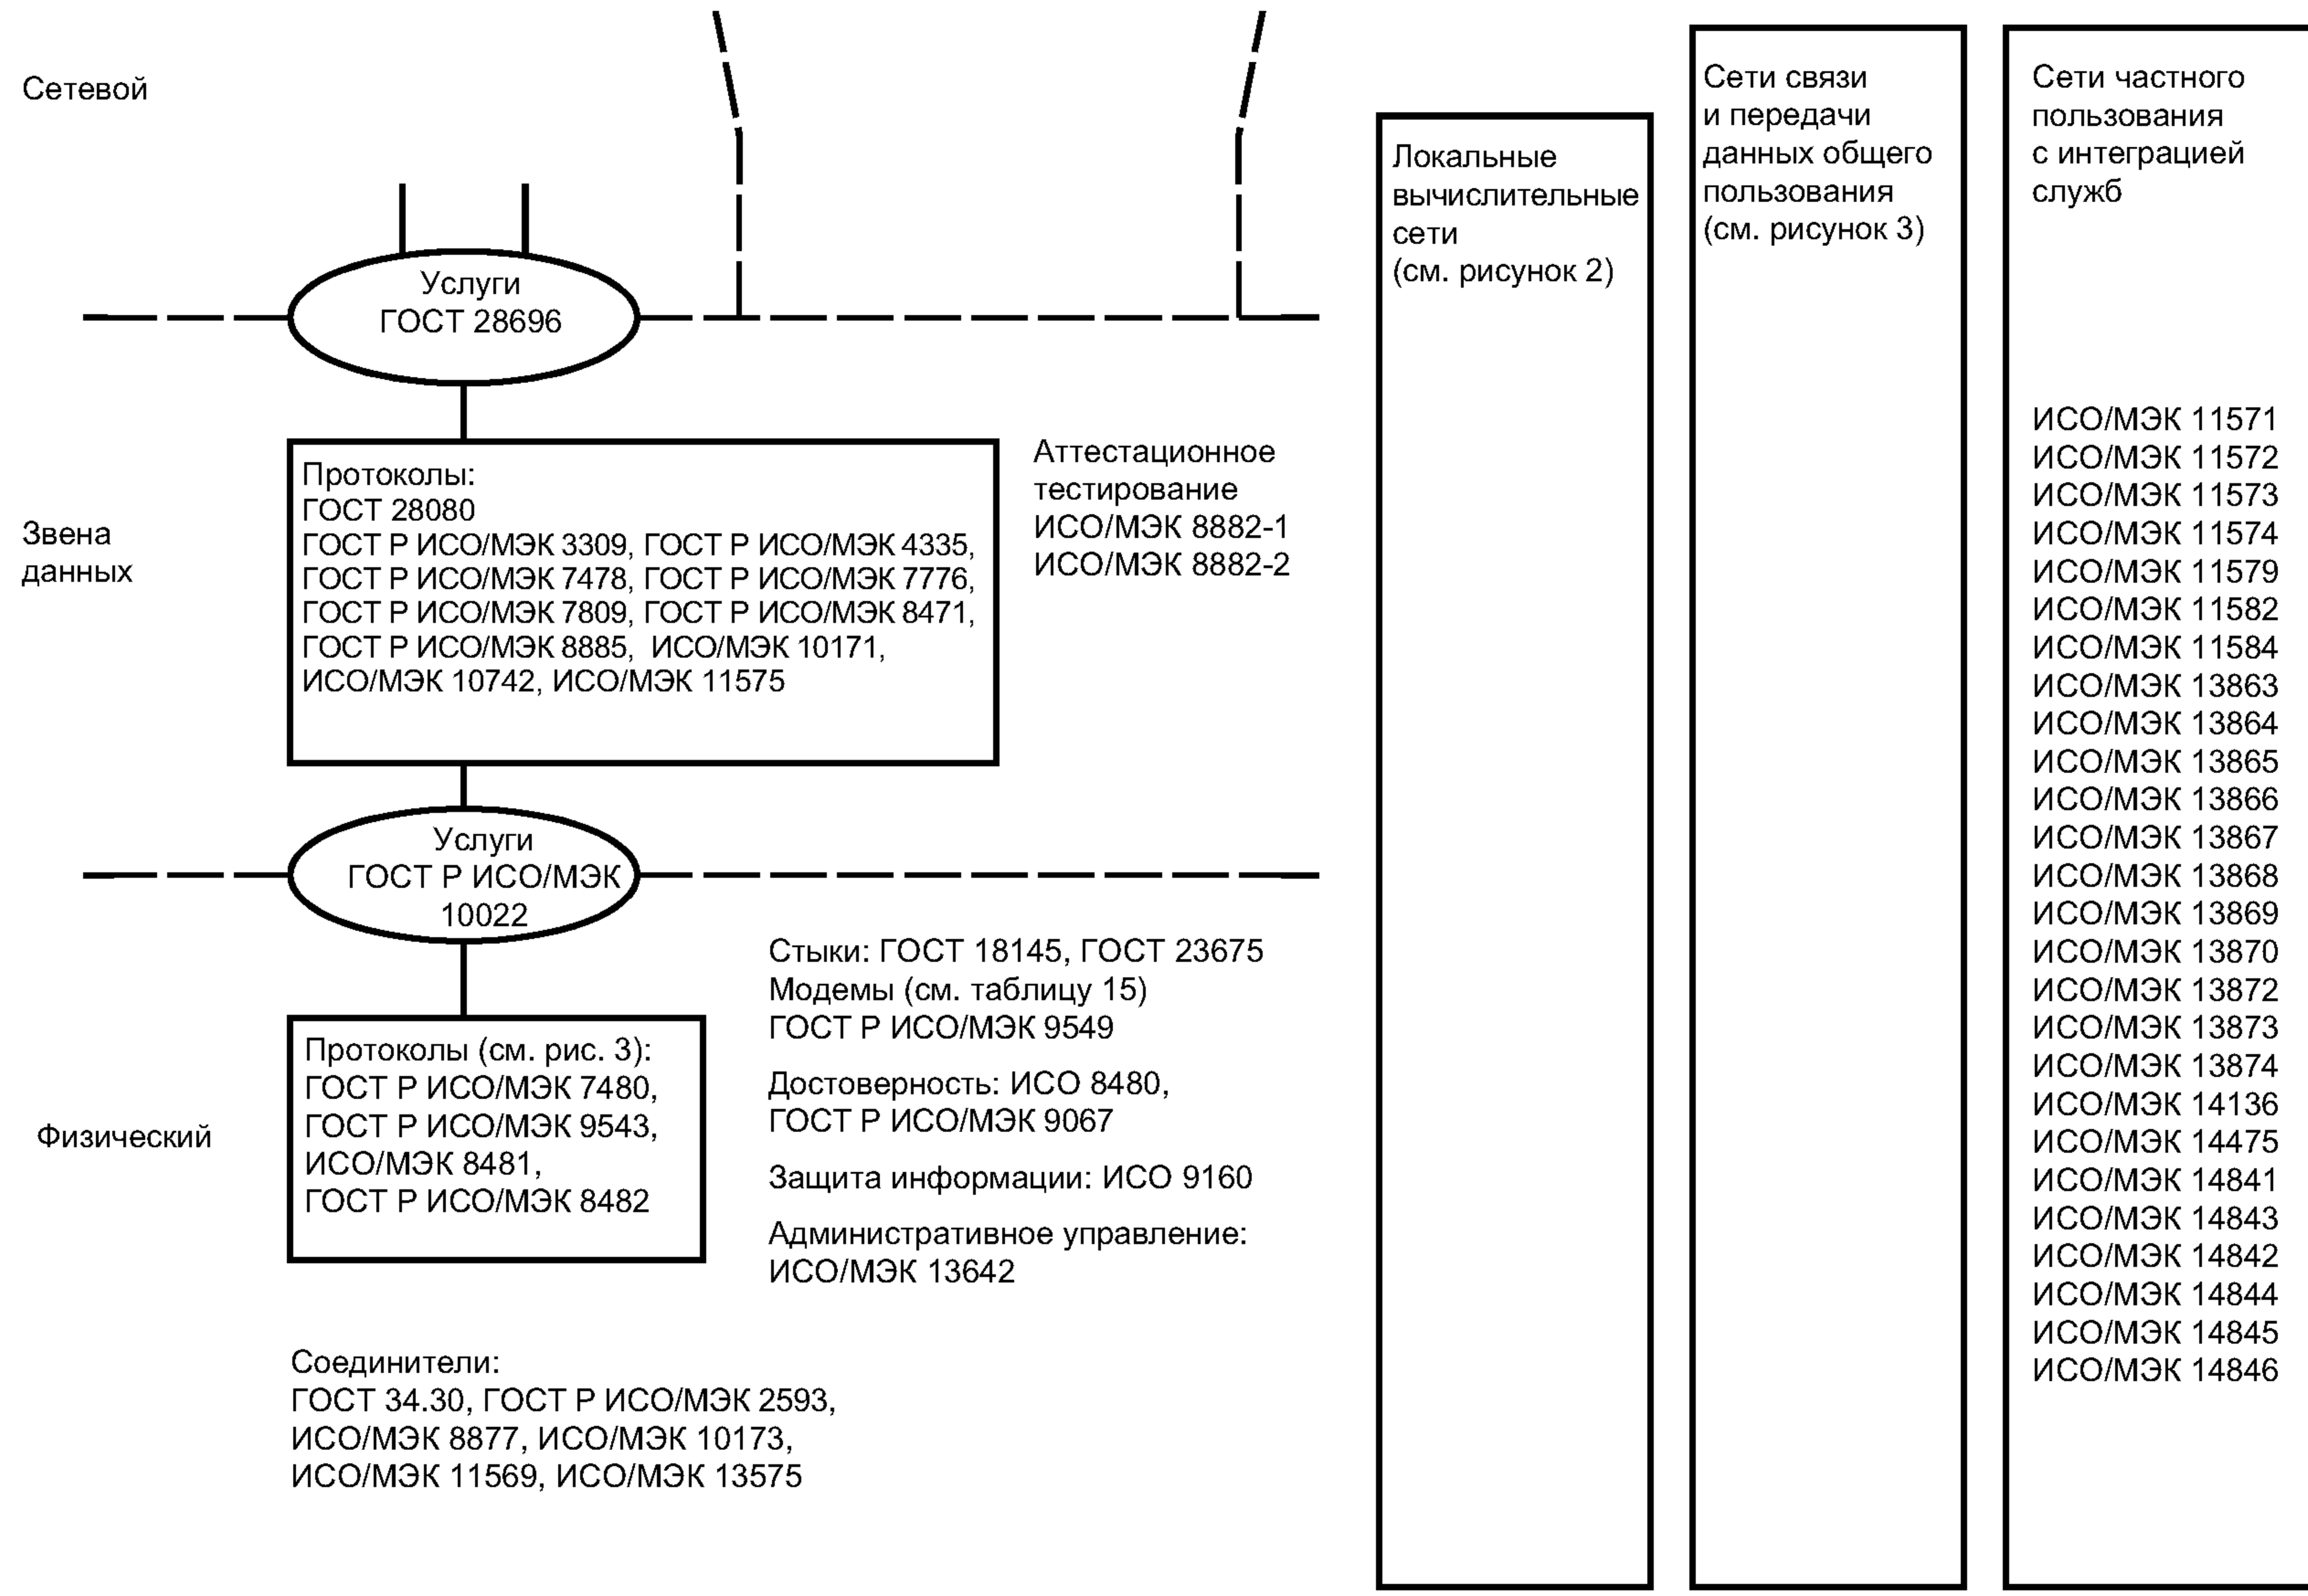 Сетевой
Услуги
ГОСТ 28696
Звена
данных
Протоколы:
ГОСТ 28080
ГОСТ Р ИСО/МЭК 3309, ГОСТ Р ИСО/МЭК 4335,
ГОСТ Р ИСО/МЭК 7478, ГОСТ Р ИСО/МЭК 7776,
ГОСТ Р ИСО/МЭК 7809, ГОСТ Р ИСО/МЭК 8471,
ГОСТ Р ИСО/МЭК 8885, ИСО/МЭК 10171,
ИСО/МЭК 10742, ИСО/МЭК 11575
Аттестационное
тестирование
ИСО/МЭК 8882-1
ИСО/МЭК 8882-2
Услуги
ГОСТ Р ИСО/МЭК
10022
Физический
Протоколы (см. рис. 3):
ГОСТ Р ИСО/МЭК 7480,
ГОСТ Р ИСО/МЭК 9543,
ИСО/МЭК 8481,
ГОСТ Р ИСО/МЭК 8482
Стыки: ГОСТ 18145, ГОСТ 23675
Модемы (см. таблицу 15)
ГОСТ Р ИСО/МЭК 9549
Достоверность: ИСО 8480,
ГОСТ Р ИСО/МЭК 9067
Защита информации: ИСО 9160
Административное управление:
ИСО/МЭК 13642
Соединители:
ГОСТ 34.30, ГОСТ Р ИСО/МЭК 2593,
ИСО/МЭК 8877, ИСО/МЭК 10173,
ИСО/МЭК 11569, ИСО/МЭК 13575
Локальные
вычислительные
сети
(см. рисунок 2)
Сети связи
и передачи
данных общего
пользования
(см. рисунок 3)
Сети частного
пользования
с интеграцией
служб
ИСО/МЭК 11571
ИСО/МЭК 11572
ИСО/МЭК 11573
ИСО/МЭК 11574
ИСО/МЭК 11579
ИСО/МЭК 11582
ИСО/МЭК 11584
ИСО/МЭК 13863
ИСО/МЭК 13864
ИСО/МЭК 13865
ИСО/МЭК 13866
ИСО/МЭК 13867
ИСО/МЭК 13868
ИСО/МЭК 13869
ИСО/МЭК 13870
ИСО/МЭК 13872
ИСО/МЭК 13873
ИСО/МЭК 13874
ИСО/МЭК 14136
ИСО/МЭК 14475
ИСО/МЭК 14841
ИСО/МЭК 14843
ИСО/МЭК 14842
ИСО/МЭК 14844
ИСО/МЭК 14845
ИСО/МЭК 14846